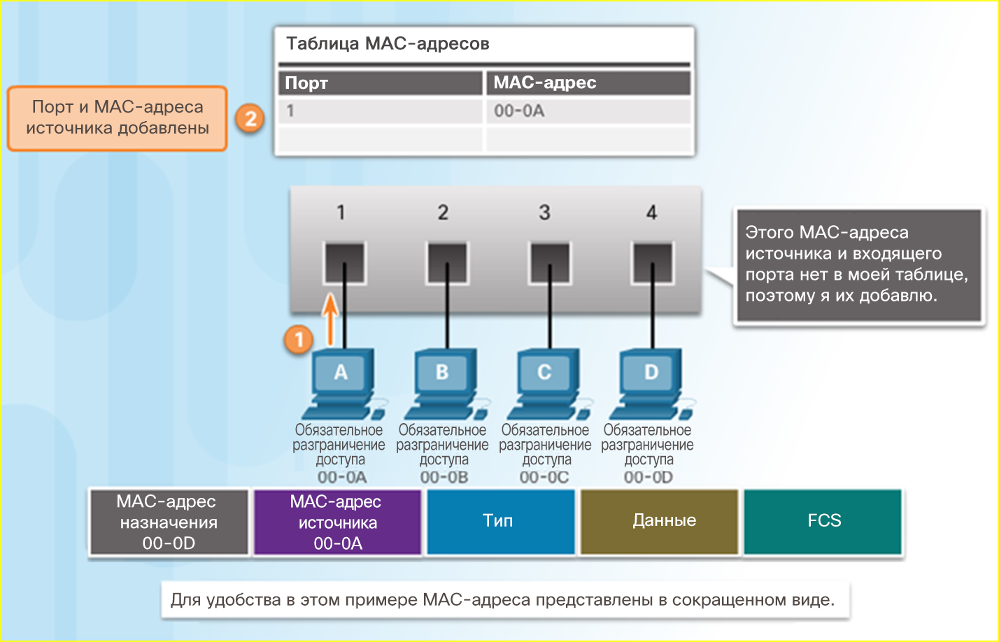 Таблица MAC-адресов
Порт
MAC-адрес
1
00-0A
Порт и MAC-адреса
источника добавлены
2
1
2
3
4
Этого MAC-адреса
источника и входящего
порта нет в моей таблице,
поэтому я их добавлю.
1
A
B
C
D
Обязательное
разграничение
доступа
00-0A
Обязательное
разграничение
доступа
00-0B
Обязательное
разграничение
доступа
00-0C
Обязательное
разграничение
доступа
00-0D
MAC-адрес
назначения
00-0D
MAC-адрес
источника
00-0A
Тип
Данные
FCS
Для удобства в этом примере MAC-адреса представлены в сокращенном виде.